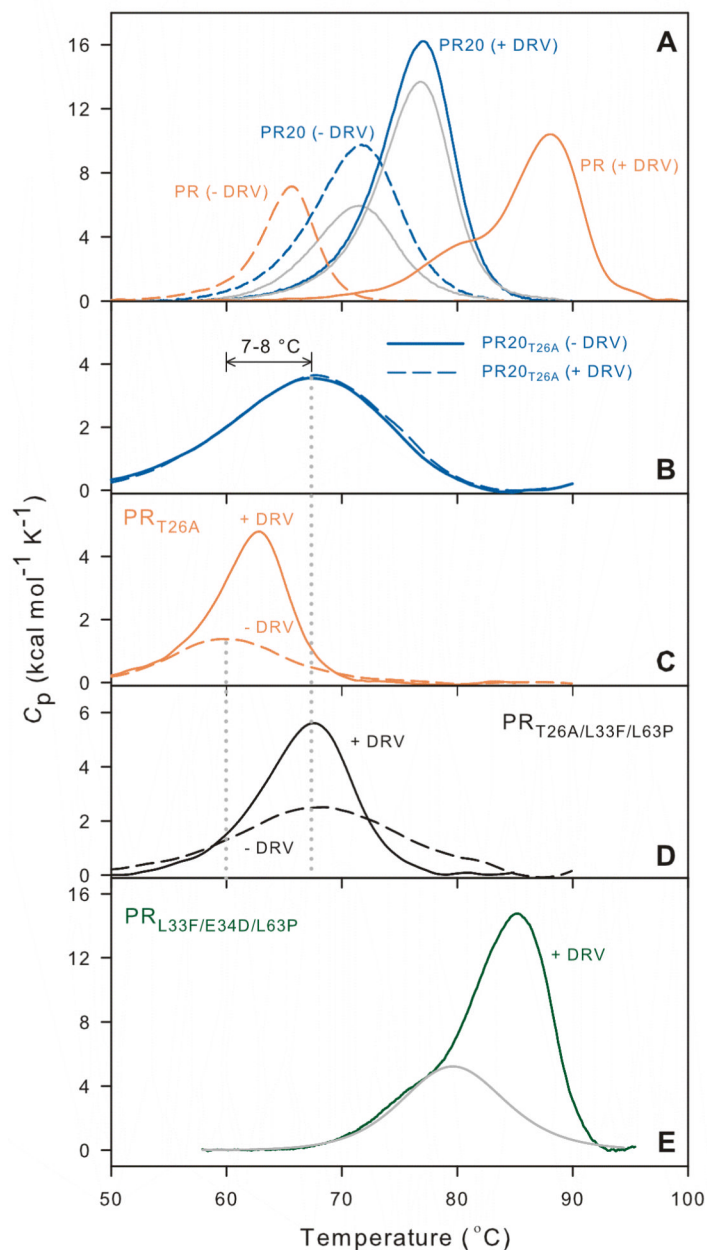 A
16
PR20 (+ DRV)
12
PR20 (- DRV)
8
PR (- DRV)
PR (+ DRV)
4
0
7-8 °C
PR20T26A (- DRV)
PR20T26A (+ DRV)
4
2
0
B
PRT26A
+ DRV
4
- DRV
2
0
C
6
PRT26A/L33F/L63P
+ DRV
4
2
- DRV
0
D
16
PRL33F/E34D/L63P
+ DRV
12
8
4
0
E
50
60
70
80
90
100
Temperature (°C)
Cp (kcal mol-1 K-1)